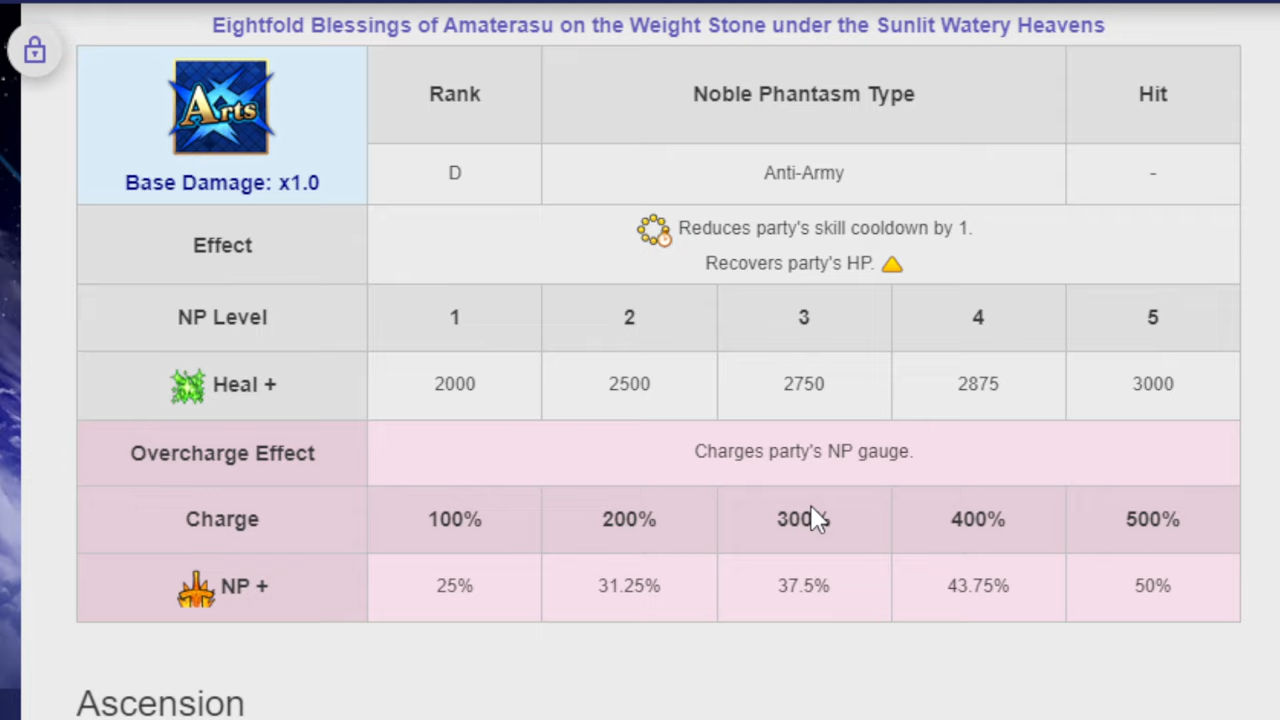 Eightfold Blessings of Amaterasu on the Weight Stone under the Sunlit Watery Heavens
Arts
Base Damage: x1.0
Rank Noble Phantasm Type Hit
D Anti-Army -
Effect
Reduces party's skill cooldown by 1.
Recovers party's HP.
NP Level 1 2 3 4 5
Heal + 2000 2500 2750 2875 3000
Overcharge Effect Charges party's NP gauge.
Charge 100% 200% 300% 400% 500%
NP + 25% 31.25% 37.5% 43.75% 50%
Ascension